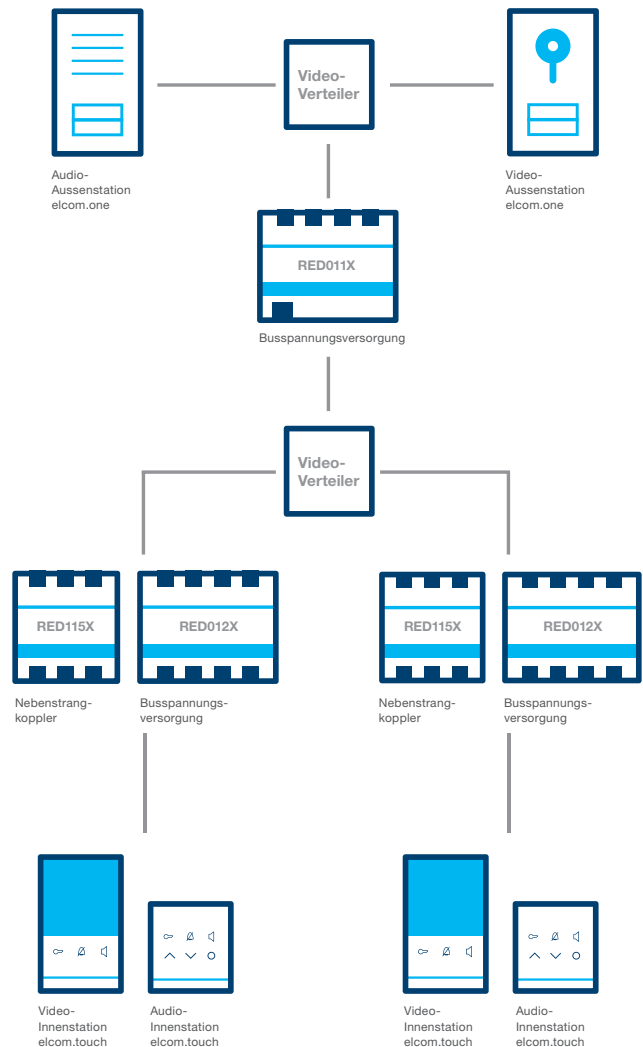 Video-
Verteiler
Audio-
Aussenstation
elcom.one
Video-
Aussenstation
elcom.one
RED011X
Busspannungsversorgung
Video-
Verteiler
RED115X
RED012X
RED115X
RED012X
Nebenstrang-
koppler
Busspannungs-
versorgung
Nebenstrang-
koppler
Busspannungs-
versorgung
Video-
Innenstation
elcom.touch
Audio-
Innenstation
elcom.touch
Video-
Innenstation
elcom.touch
Audio-
Innenstation
elcom.touch